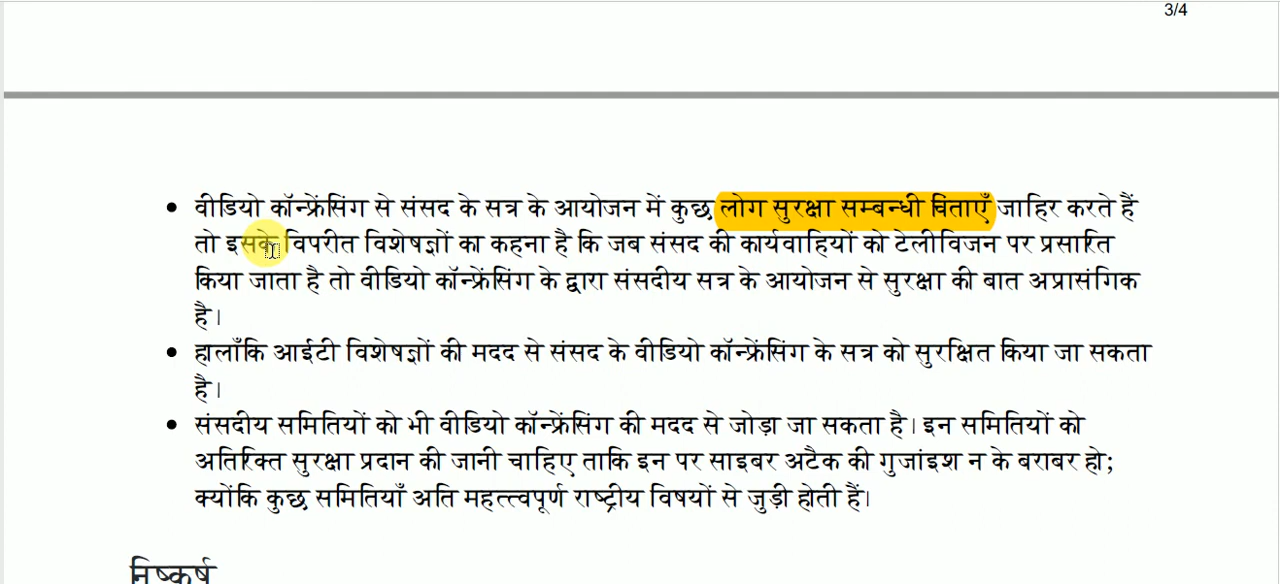 3/4
वीडियो कॉन्फ्रेंसिंग से संसद के सत्र के आयोजन में कुछ लोग सुरक्षा सम्बन्धी चिंताएँ जाहिर करते हैं
तो इसके विपरीत विशेषज्ञों का कहना है कि जब संसद की कार्यवाहियों को टेलीविजन पर प्रसारित
किया जाता है तो वीडियो कॉन्फ्रेंसिंग के द्वारा संसदीय सत्र के आयोजन से सुरक्षा की बात अप्रासंगिक
है।
हालाँकि आईटी विशेषज्ञों की मदद से संसद के वीडियो कॉन्फ्रेंसिंग के सत्र को सुरक्षित किया जा सकता
है।
संसदीय समितियों को भी वीडियो कॉन्फ्रेंसिंग की मदद से जोड़ा जा सकता है। इन समितियों को
अतिरिक्त सुरक्षा प्रदान की जानी चाहिए ताकि इन पर साइबर अटैक की गुजांइश न के बराबर हो;
क्योंकि कुछ समितियाँ अति महत्त्वपूर्ण राष्ट्रीय विषयों से जुड़ी होती हैं।
निष्कर्ष